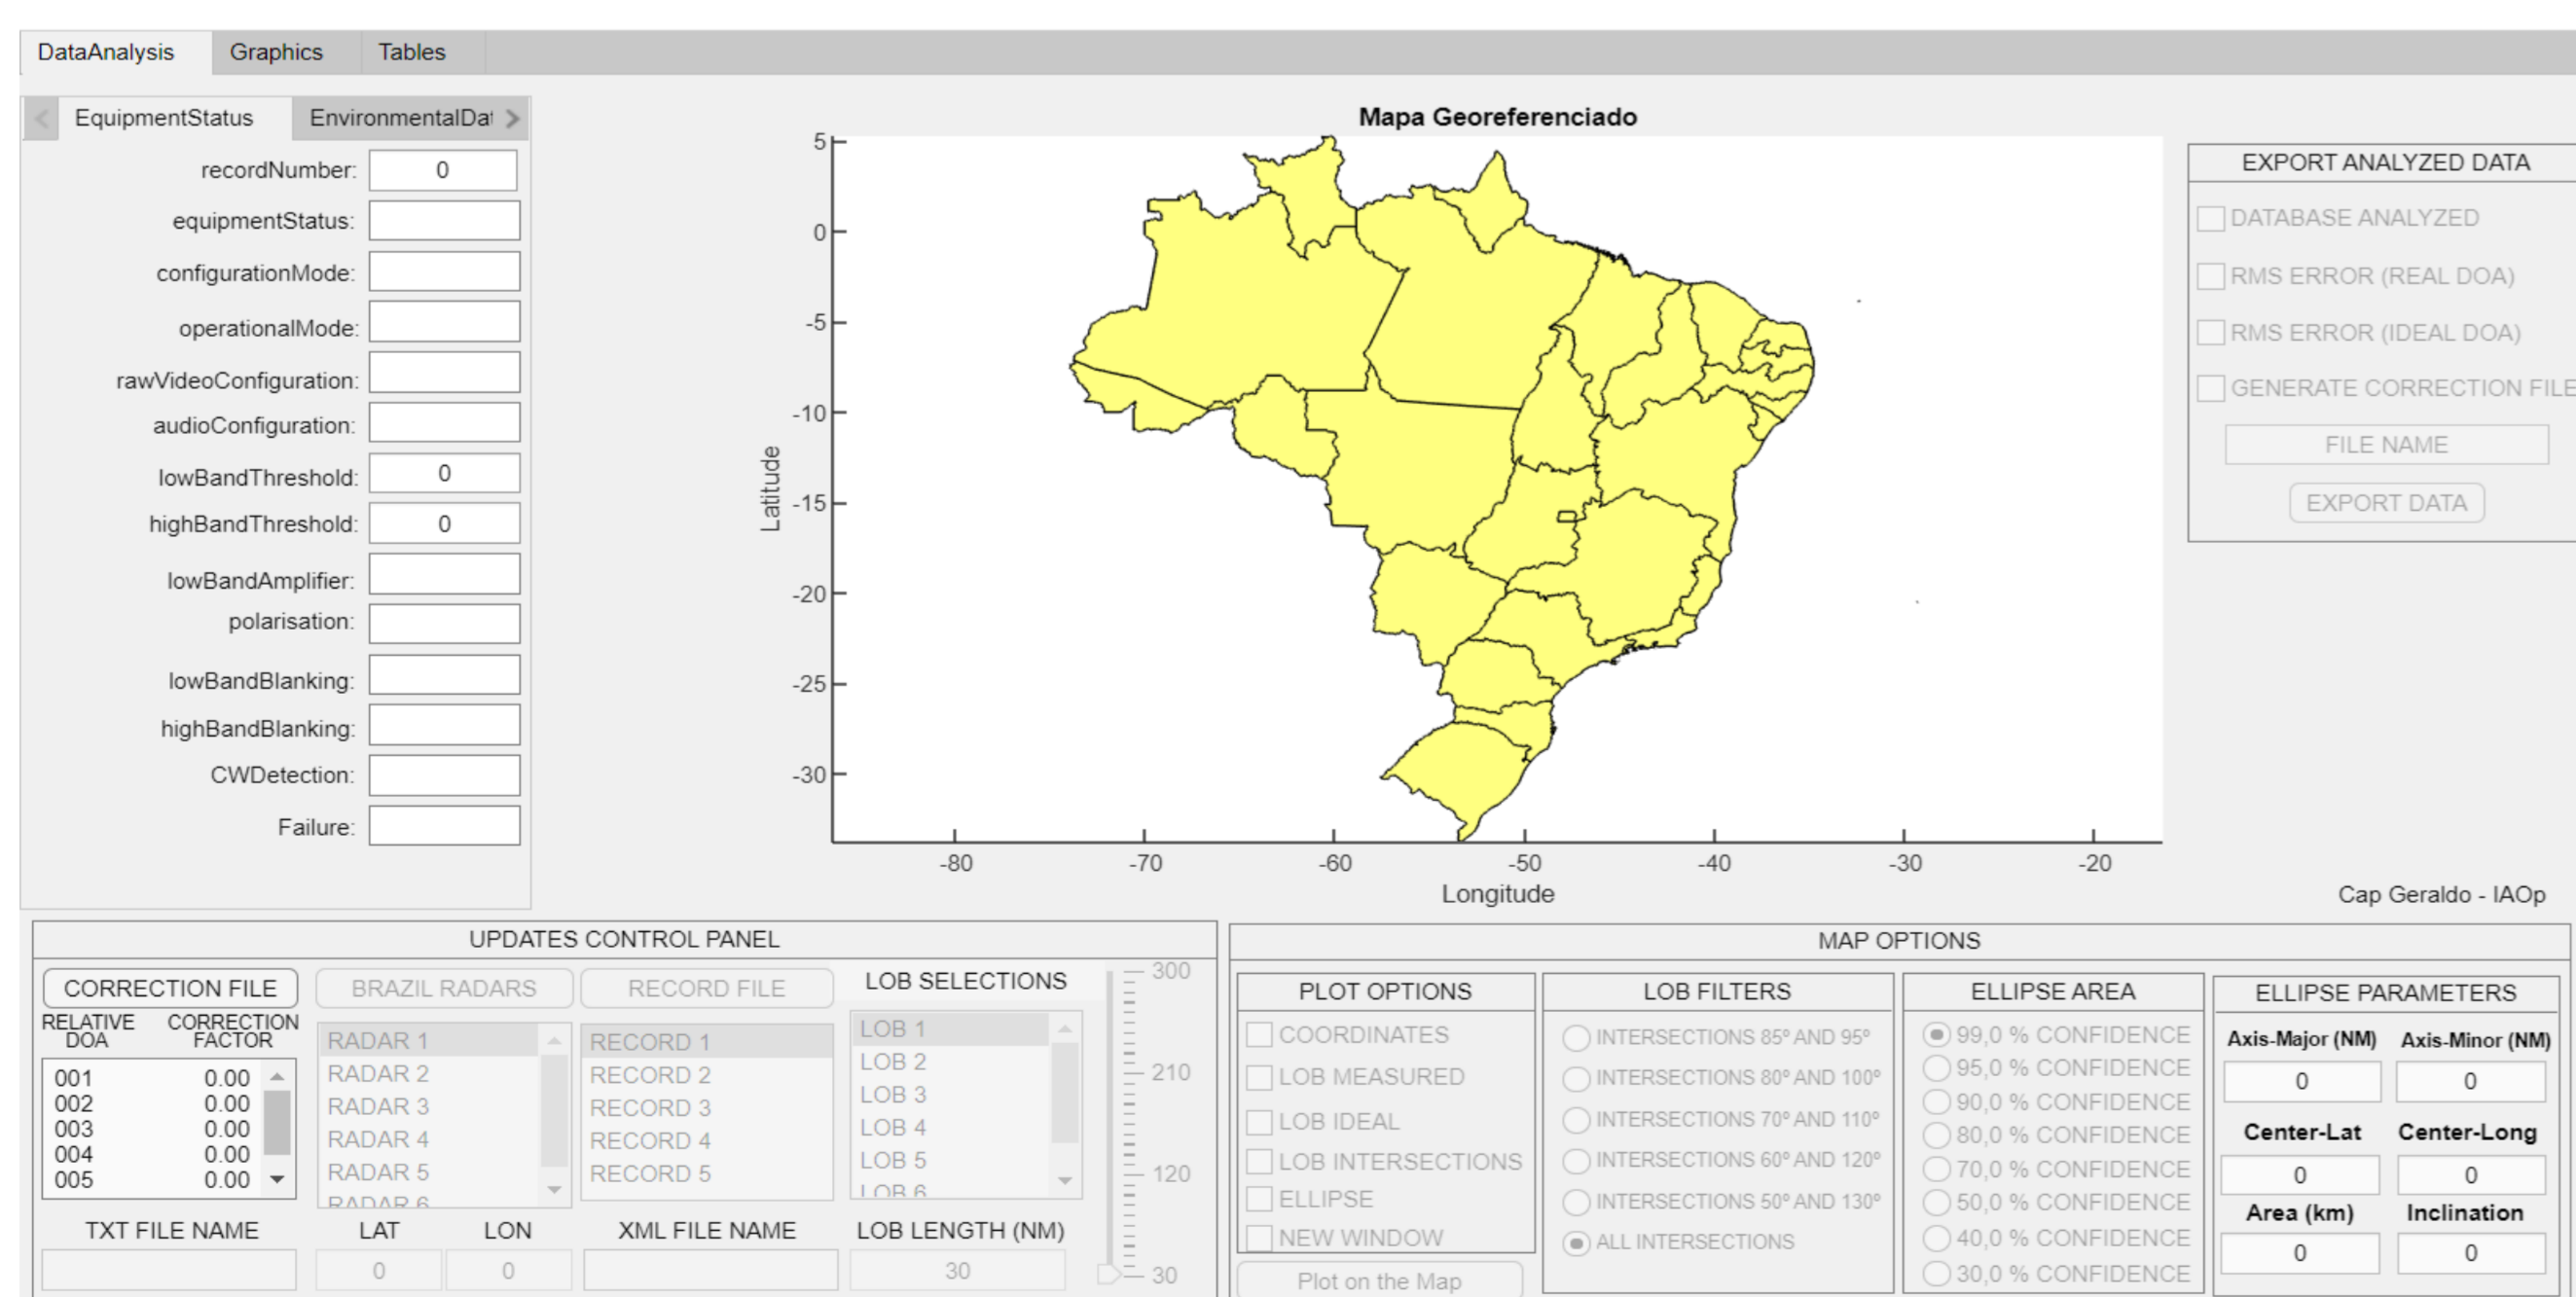 DataAnalysis Graphics Tables
< EquipmentStatus EnvironmentalDat >
recordNumber: 0
equipmentStatus:
configurationMode:
operationalMode:
rawVideoConfiguration:
audioConfiguration:
lowBandThreshold: 0
highBandThreshold: 0
lowBandAmplifier:
polarisation:
lowBandBlanking:
highBandBlanking:
CWDetection:
Failure:
Mapa Georeferenciado
Latitude
5
0
-5
-10
-15
-20
-25
-30
-80 -70 -60 -50 -40 -30 -20
Longitude
EXPORT ANALYZED DATA
DATABASE ANALYZED
RMS ERROR (REAL DOA)
RMS ERROR (IDEAL DOA)
GENERATE CORRECTION FILE
FILE NAME
EXPORT DATA
Cap Geraldo - IAOp
UPDATES CONTROL PANEL
CORRECTION FILE
RELATIVE DOA
CORRECTION FACTOR
001 0.00
002 0.00
003 0.00
004 0.00
005 0.00
TXT FILE NAME
BRAZIL RADARS
RADAR 1
RADAR 2
RADAR 3
RADAR 4
RADAR 5
RADAR 6
LAT LON
0 0
RECORD FILE
RECORD 1
RECORD 2
RECORD 3
RECORD 4
RECORD 5
XML FILE NAME
LOB SELECTIONS
LOB 1
LOB 2
LOB 3
LOB 4
LOB 5
LOB 6
LOB LENGTH (NM)
30
300
210
120
30
MAP OPTIONS
PLOT OPTIONS
COORDINATES
LOB MEASURED
LOB IDEAL
LOB INTERSECTIONS
ELLIPSE
NEW WINDOW
Plot on the Map
LOB FILTERS
INTERSECTIONS 85º AND 95º
INTERSECTIONS 80º AND 100º
INTERSECTIONS 70º AND 110º
INTERSECTIONS 60º AND 120º
INTERSECTIONS 50º AND 130º
ALL INTERSECTIONS
ELLIPSE AREA
99,0 % CONFIDENCE
95,0 % CONFIDENCE
90,0 % CONFIDENCE
80,0 % CONFIDENCE
70,0 % CONFIDENCE
50,0 % CONFIDENCE
40,0 % CONFIDENCE
30,0 % CONFIDENCE
ELLIPSE PARAMETERS
Axis-Major (NM) Axis-Minor (NM)
0 0
Center-Lat Center-Long
0 0
Area (km) Inclination
0 0